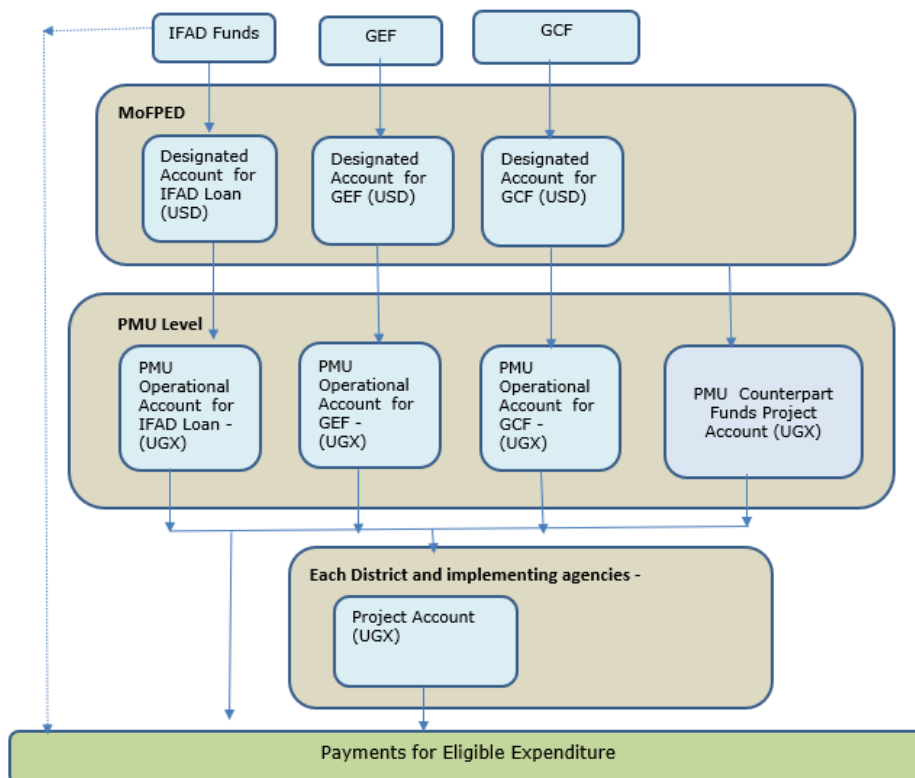 IFAD Funds
GEF
GCF
MoFPED
Designated
Account for
IFAD Loan
(USD)
Designated
Account for
GEF (USD)
Designated
Account for
GCF (USD)
PMU Level
PMU
Operational
Account for
IFAD Loan -
(UGX)
PMU
Operational
Account for
GEF -
(UGX)
PMU
Operational
Account for
GCF -
(UGX)
PMU Counterpart
Funds Project
Account (UGX)
Each District and implementing agencies -
Project Account
(UGX)
Payments for Eligible Expenditure